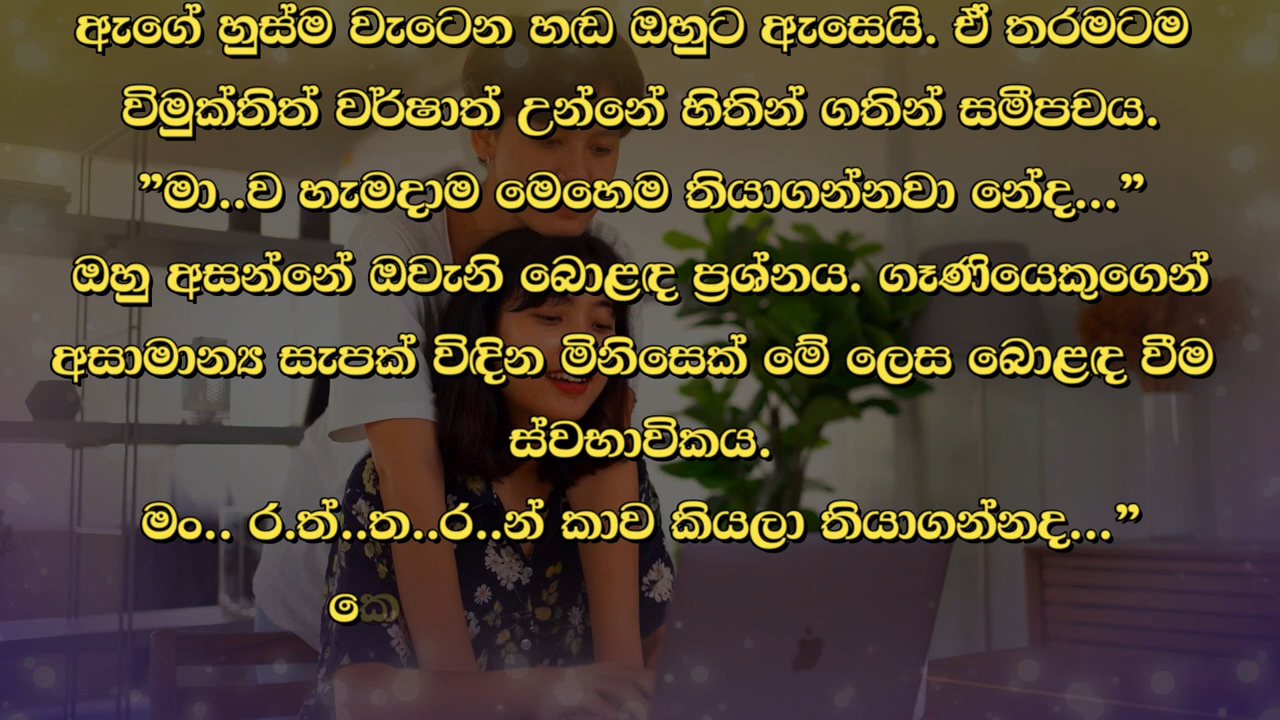 ඇගේ හුස්ම වැටෙන හඬ ඔහුට ඇසෙයි. ඒ තරමටම
විමුක්තිත් වර්ෂාත් උන්නේ හිතින් ගතින් සමීපචය.
”මා..ව හැමදාම මෙහෙම තියාගන්නවා නේද...”
ඔහු අසන්නේ ඔවැනි බොළඳ ප්‍රශ්නය. ගෑණියෙකුගෙන්
අසාමාන්‍ය සැපක් විඳින මිනිසෙක් මේ ලෙස බොළඳ වීම
ස්වභාවිකය.
මං.. ර.ත්..ත..ර..න් කාව කියලා තියාගන්නද...”
කෙ